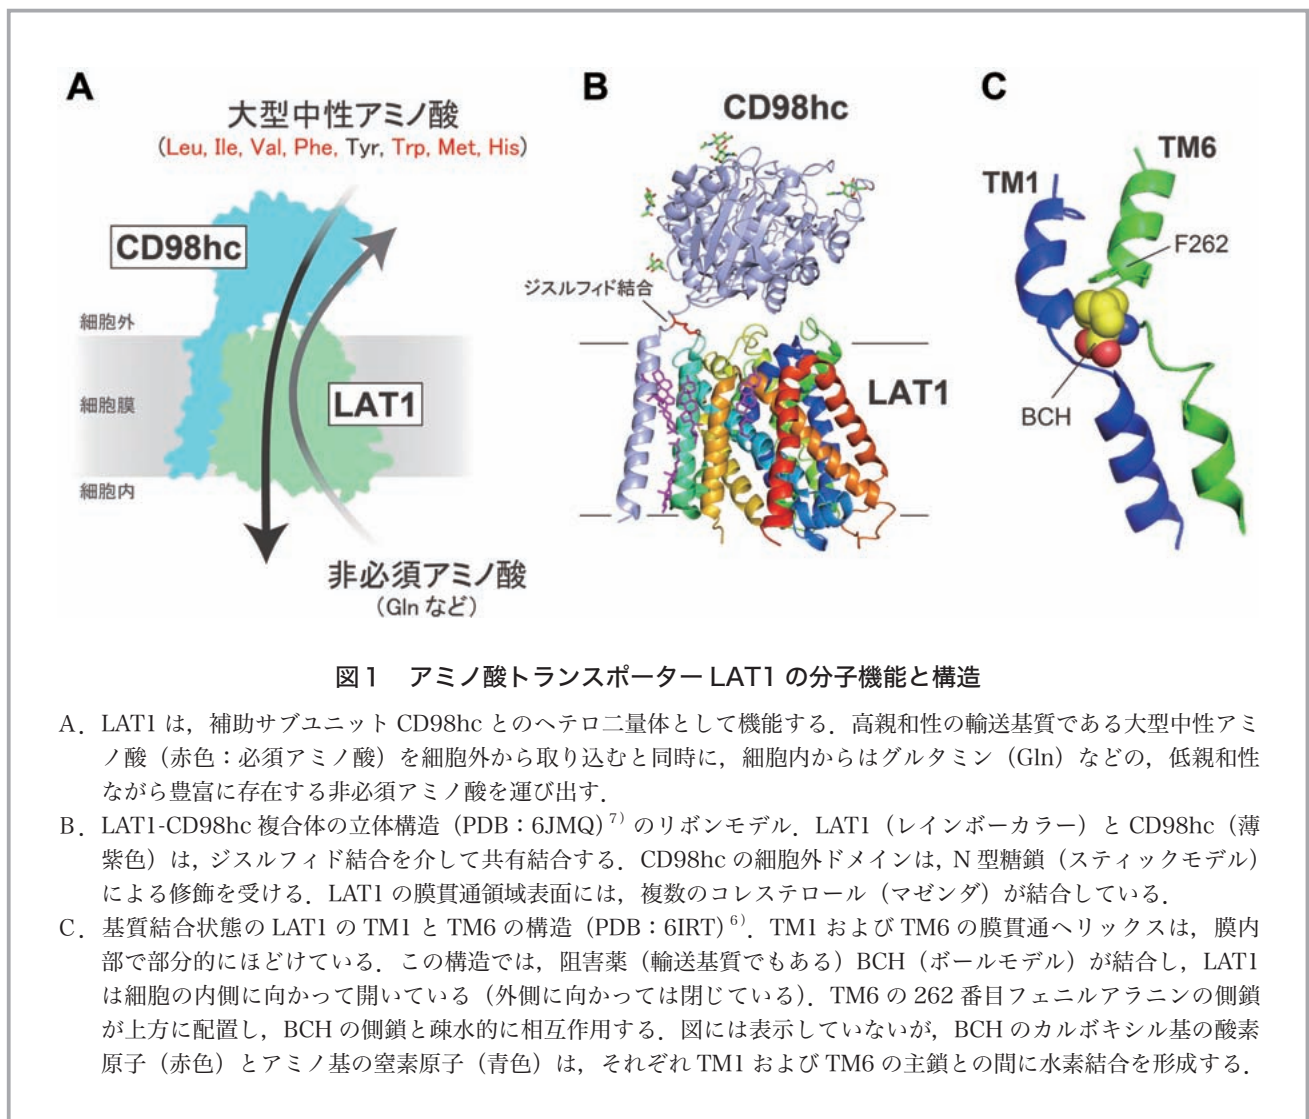 A
大型中性アミノ酸
(Leu, Ile, Val, Phe, Tyr, Trp, Met, His)
CD98hc
細胞外
細胞膜
LAT1
細胞内
非必須アミノ酸
(Gln など)
B
CD98hc
ジスルフィド結合
LAT1
C
TM6
TM1
F262
BCH
図1　アミノ酸トランスポーター LAT1 の分子機能と構造
A．LAT1 は，補助サブユニット CD98hc とのヘテロ二量体として機能する．高親和性の輸送基質である大型中性アミ
ノ酸（赤色：必須アミノ酸）を細胞外から取り込むと同時に，細胞内からはグルタミン（Gln）などの，低親和性
ながら豊富に存在する非必須アミノ酸を運び出す．
B．LAT1-CD98hc 複合体の立体構造（PDB：6JMQ）7) のリボンモデル．LAT1（レインボーカラー）と CD98hc（薄
紫色）は，ジスルフィド結合を介して共有結合する．CD98hc の細胞外ドメインは，N 型糖鎖（スティックモデル）
による修飾を受ける．LAT1 の膜貫通領域表面には，複数のコレステロール（マゼンダ）が結合している．
C．基質結合状態の LAT1 の TM1 と TM6 の構造（PDB：6IRT）6)．TM1 および TM6 の膜貫通ヘリックスは，膜内
部で部分的にほどけている．この構造では，阻害薬（輸送基質でもある）BCH（ボールモデル）が結合し，LAT1
は細胞の内側に向かって開いている（外側に向かっては閉じている）．TM6 の 262 番目フェニルアラニンの側鎖
が上方に配置し，BCH の側鎖と疎水的に相互作用する．図には表示していないが，BCH のカルボキシル基の酸素
原子（赤色）とアミノ基の窒素原子（青色）は，それぞれ TM1 および TM6 の主鎖との間に水素結合を形成する．